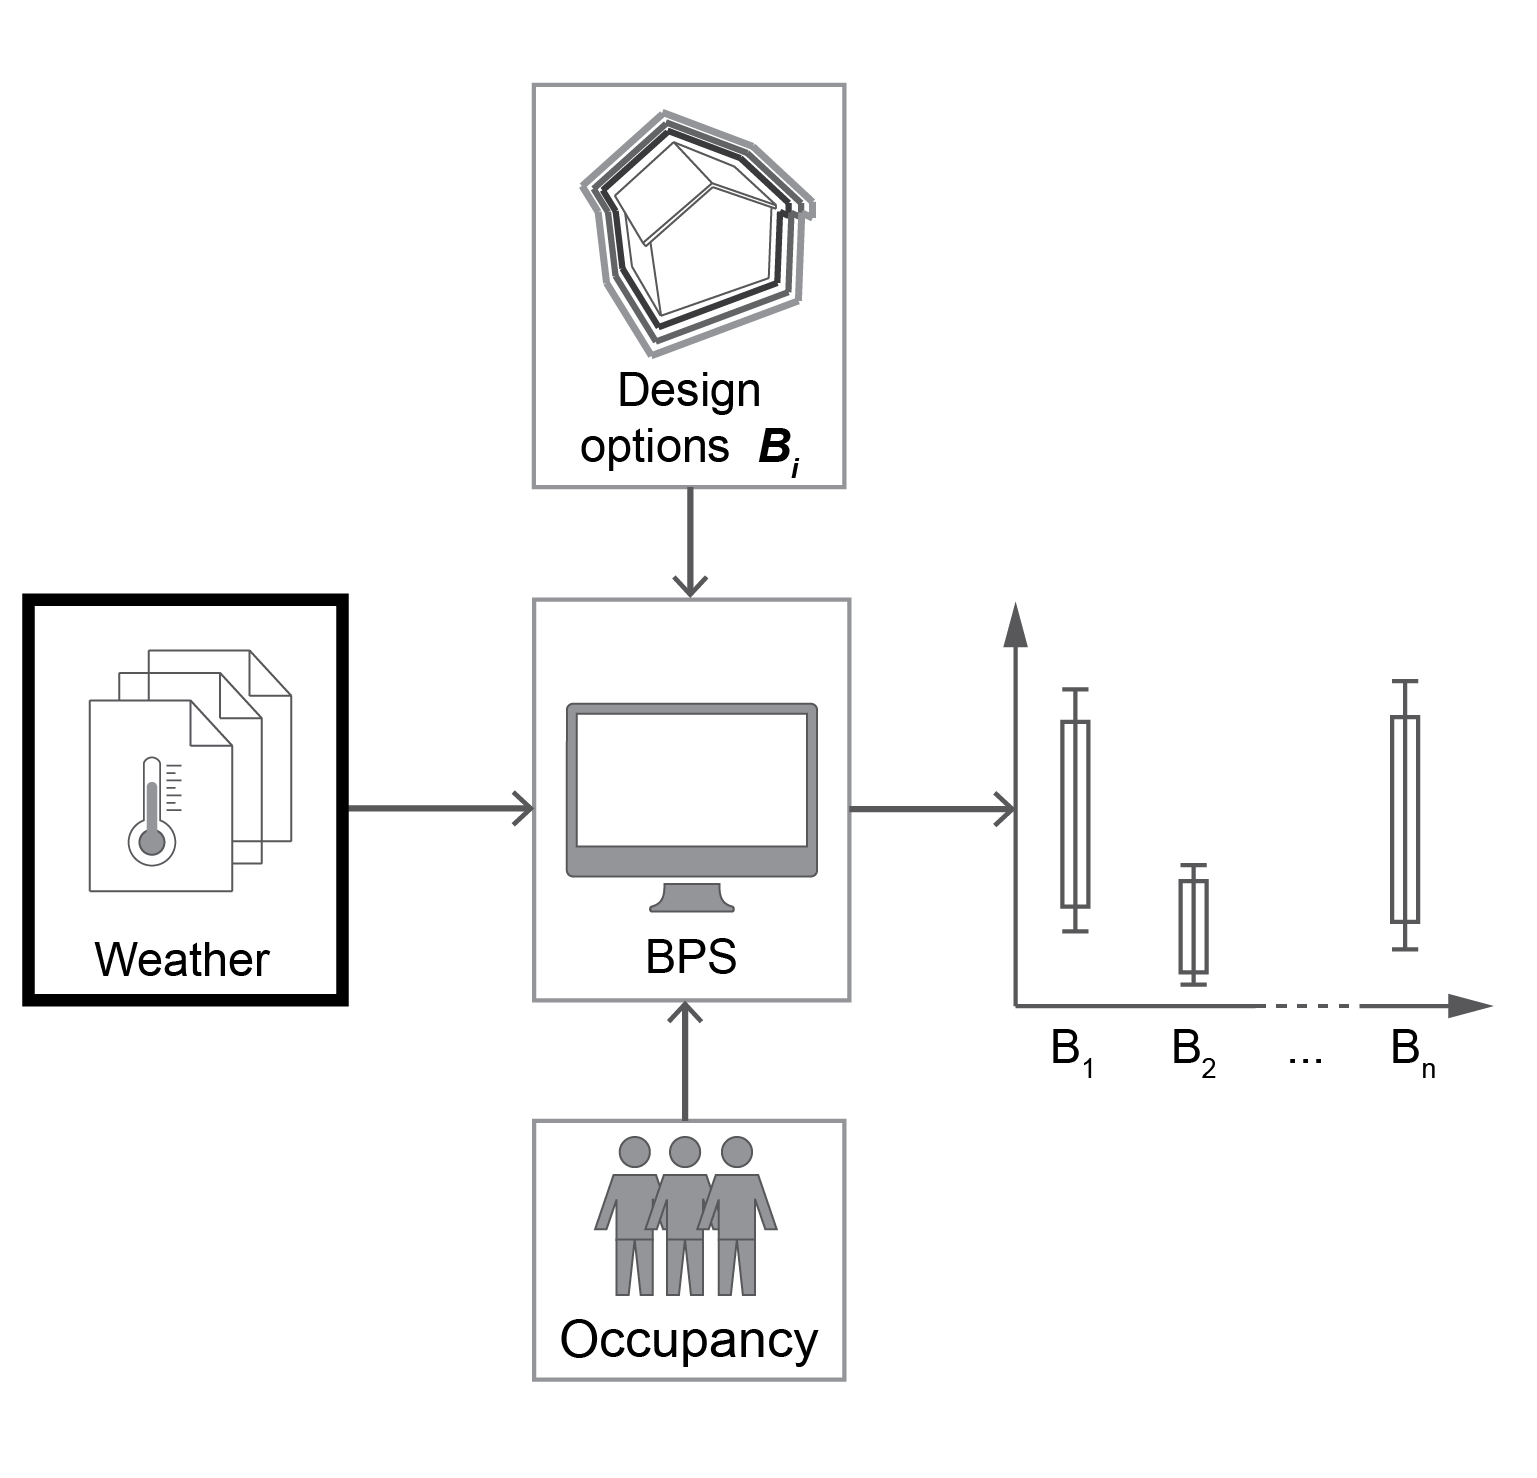 Design
options B_i
Weather
BPS
B_1 B_2 ... B_n
Occupancy